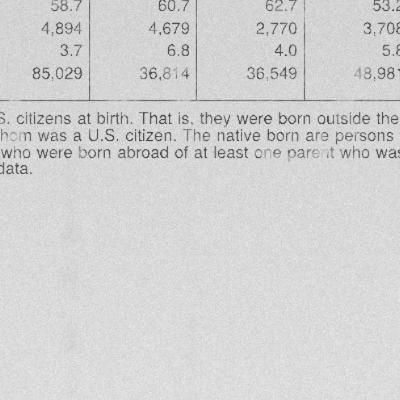 58.7 60.7 62.7 53.2
4,894 4,679 2,770 3,708
3.7 6.8 4.0 5.8
85,029 36,814 36,549 48,981
S. citizens at birth. That is, they were born outside the
hom was a U.S. citizen. The native born are persons
who were born abroad of at least one parent who was
data.